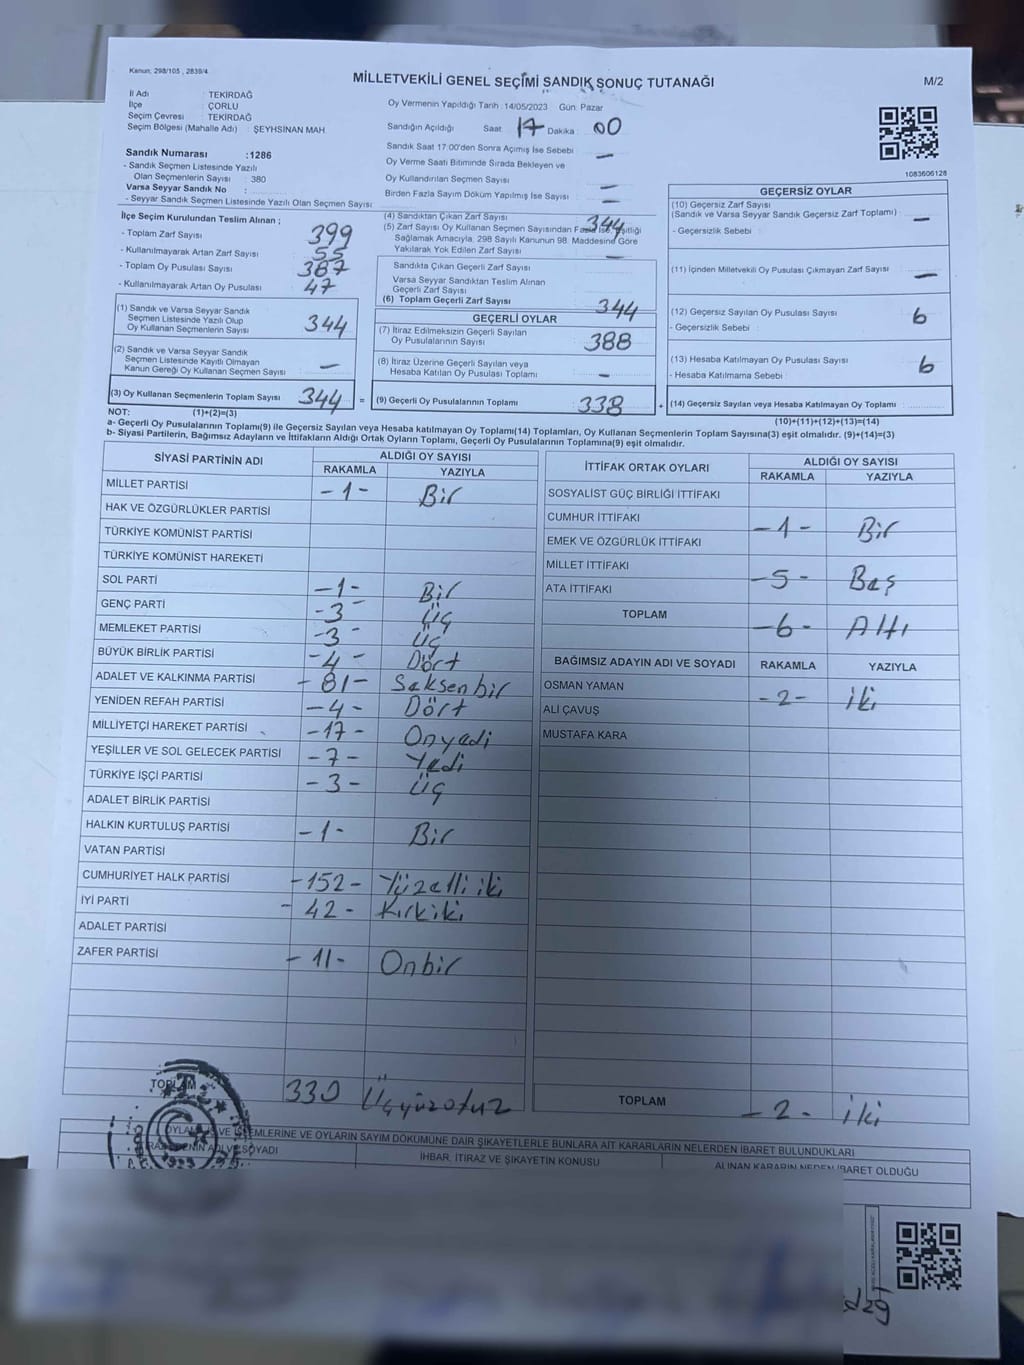 Kanun: 298/105 , 2839/4
MİLLETVEKİLİ GENEL SEÇİMİ SANDIK SONUÇ TUTANAĞI
M/2
İl Adı : TEKİRDAĞ
İlçe : ÇORLU
Seçim Çevresi : TEKİRDAĞ
Seçim Bölgesi (Mahalle Adı) : ŞEYHSİNAN MAH.
Sandık Numarası :1286
- Sandık Seçmen Listesinde Yazılı
Olan Seçmenlerin Sayısı : 380
Varsa Seyyar Sandık No :
- Seyyar Sandık Seçmen Listesinde Yazılı Olan Seçmen Sayısı :
Oy Vermenin Yapıldığı Tarih : 14/05/2023 Gün: Pazar
Sandığın Açıldığı Saat : 17 Dakika : 00
Sandık Saat 17:00'den Sonra Açımış İse Sebebi : —
Oy Verme Saati Bitiminde Sırada Bekleyen ve
Oy Kullandırılan Seçmen Sayısı : —
Birden Fazla Sayım Döküm Yapılmış İse Sayısı : —
1083606128
İlçe Seçim Kurulundan Teslim Alınan ;
- Toplam Zarf Sayısı : 399
- Kullanılmayarak Artan Zarf Sayısı : 55
- Toplam Oy Pusulası Sayısı : 387
- Kullanılmayarak Artan Oy Pusulası : 47
(1) Sandık ve Varsa Seyyar Sandık
Seçmen Listesinde Yazılı Olup
Oy Kullanan Seçmenlerin Sayısı : 344
(2) Sandık ve Varsa Seyyar Sandık
Seçmen Listesinde Kayıtlı Olmayan
Kanun Gereği Oy Kullanan Seçmen Sayısı : —
(3) Oy Kullanan Seçmenlerin Toplam Sayısı : 344
(4) Sandıktan Çıkan Zarf Sayısı : 344
(5) Zarf Sayısı Oy Kullanan Seçmen Sayısından Fazla İse, Eşitliği
Sağlamak Amacıyla, 298 Sayılı Kanunun 98. Maddesine Göre
Yakılarak Yok Edilen Zarf Sayısı : —
Sandıkta Çıkan Geçerli Zarf Sayısı :
Varsa Seyyar Sandıktan Teslim Alınan
Geçerli Zarf Sayısı :
(6) Toplam Geçerli Zarf Sayısı : 344
GEÇERLİ OYLAR
(7) İtiraz Edilmeksizin Geçerli Sayılan
Oy Pusulalarının Sayısı : 388
(8) İtiraz Üzerine Geçerli Sayılan veya
Hesaba Katılan Oy Pusulası Toplamı : —
= (9) Geçerli Oy Pusulalarının Toplamı : 338
GEÇERSİZ OYLAR
(10) Geçersiz Zarf Sayısı
(Sandık ve Varsa Seyyar Sandık Geçersiz Zarf Toplamı) : —
- Geçersizlik Sebebi :
(11) İçinden Milletvekili Oy Pusulası Çıkmayan Zarf Sayısı : —
(12) Geçersiz Sayılan Oy Pusulası Sayısı : 6
- Geçersizlik Sebebi :
(13) Hesaba Katılmayan Oy Pusulası Sayısı : 6
- Hesaba Katılmama Sebebi :
+ (14) Geçersiz Sayılan veya Hesaba Katılmayan Oy Toplamı :
NOT: (1)+(2)=(3)
(10)+(11)+(12)+(13)=(14)
a- Geçerli Oy Pusulalarının Toplamı(9) ile Geçersiz Sayılan veya Hesaba katılmayan Oy Toplamı(14) Toplamları, Oy Kullanan Seçmenlerin Toplam Sayısına(3) eşit olmalıdır. (9)+(14)=(3)
b- Siyasi Partilerin, Bağımsız Adayların ve İttifakların Aldığı Ortak Oyların Toplamı, Geçerli Oy Pusulalarının Toplamına(9) eşit olmalıdır.
SİYASİ PARTİNİN ADI ALDIĞI OY SAYISI
RAKAMLA YAZIYLA
MİLLET PARTİSİ -1- Bir
HAK VE ÖZGÜRLÜKLER PARTİSİ
TÜRKİYE KOMÜNİST PARTİSİ
TÜRKİYE KOMÜNİST HAREKETİ
SOL PARTİ -1- Bir
GENÇ PARTİ -3- Üç
MEMLEKET PARTİSİ -3- Üç
BÜYÜK BİRLİK PARTİSİ -4- Dört
ADALET VE KALKINMA PARTİSİ -81- Seksenbir
YENİDEN REFAH PARTİSİ -4- Dört
MİLLİYETÇİ HAREKET PARTİSİ -17- Onyedi
YEŞİLLER VE SOL GELECEK PARTİSİ -7- Yedi
TÜRKİYE İŞÇİ PARTİSİ -3- Üç
ADALET BİRLİK PARTİSİ
HALKIN KURTULUŞ PARTİSİ -1- Bir
VATAN PARTİSİ
CUMHURİYET HALK PARTİSİ -152- Yüzelli iki
İYİ PARTİ - 42 - Kırkiki
ADALET PARTİSİ
ZAFER PARTİSİ - 11- Onbir
TOPLAM 330 Üçyüzotuz
İTTİFAK ORTAK OYLARI ALDIĞI OY SAYISI
RAKAMLA YAZIYLA
SOSYALİST GÜÇ BİRLİĞİ İTTİFAKI
CUMHUR İTTİFAKI -1- Bir
EMEK VE ÖZGÜRLÜK İTTİFAKI
MİLLET İTTİFAKI -5- Beş
ATA İTTİFAKI
TOPLAM -6- Altı
BAĞIMSIZ ADAYIN ADI VE SOYADI RAKAMLA YAZIYLA
OSMAN YAMAN -2- İki
ALİ ÇAVUŞ
MUSTAFA KARA
TOPLAM -2- İki
VE İŞLEMLERİNE VE OYLARIN SAYIM DÖKÜMÜNE DAİR ŞİKAYETLERLE BUNLARA AİT KARARLARIN NELERDEN İBARET BULUNDUKLARI
ADI VE SOYADI İHBAR, İTİRAZ VE ŞİKAYETİN KONUSU ALINAN KARARIN NEDEN İBARET OLDUĞU